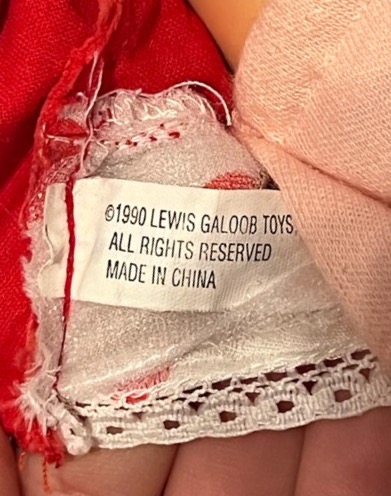 ©1990 LEWIS GALOOB TOYS,
ALL RIGHTS RESERVED
MADE IN CHINA